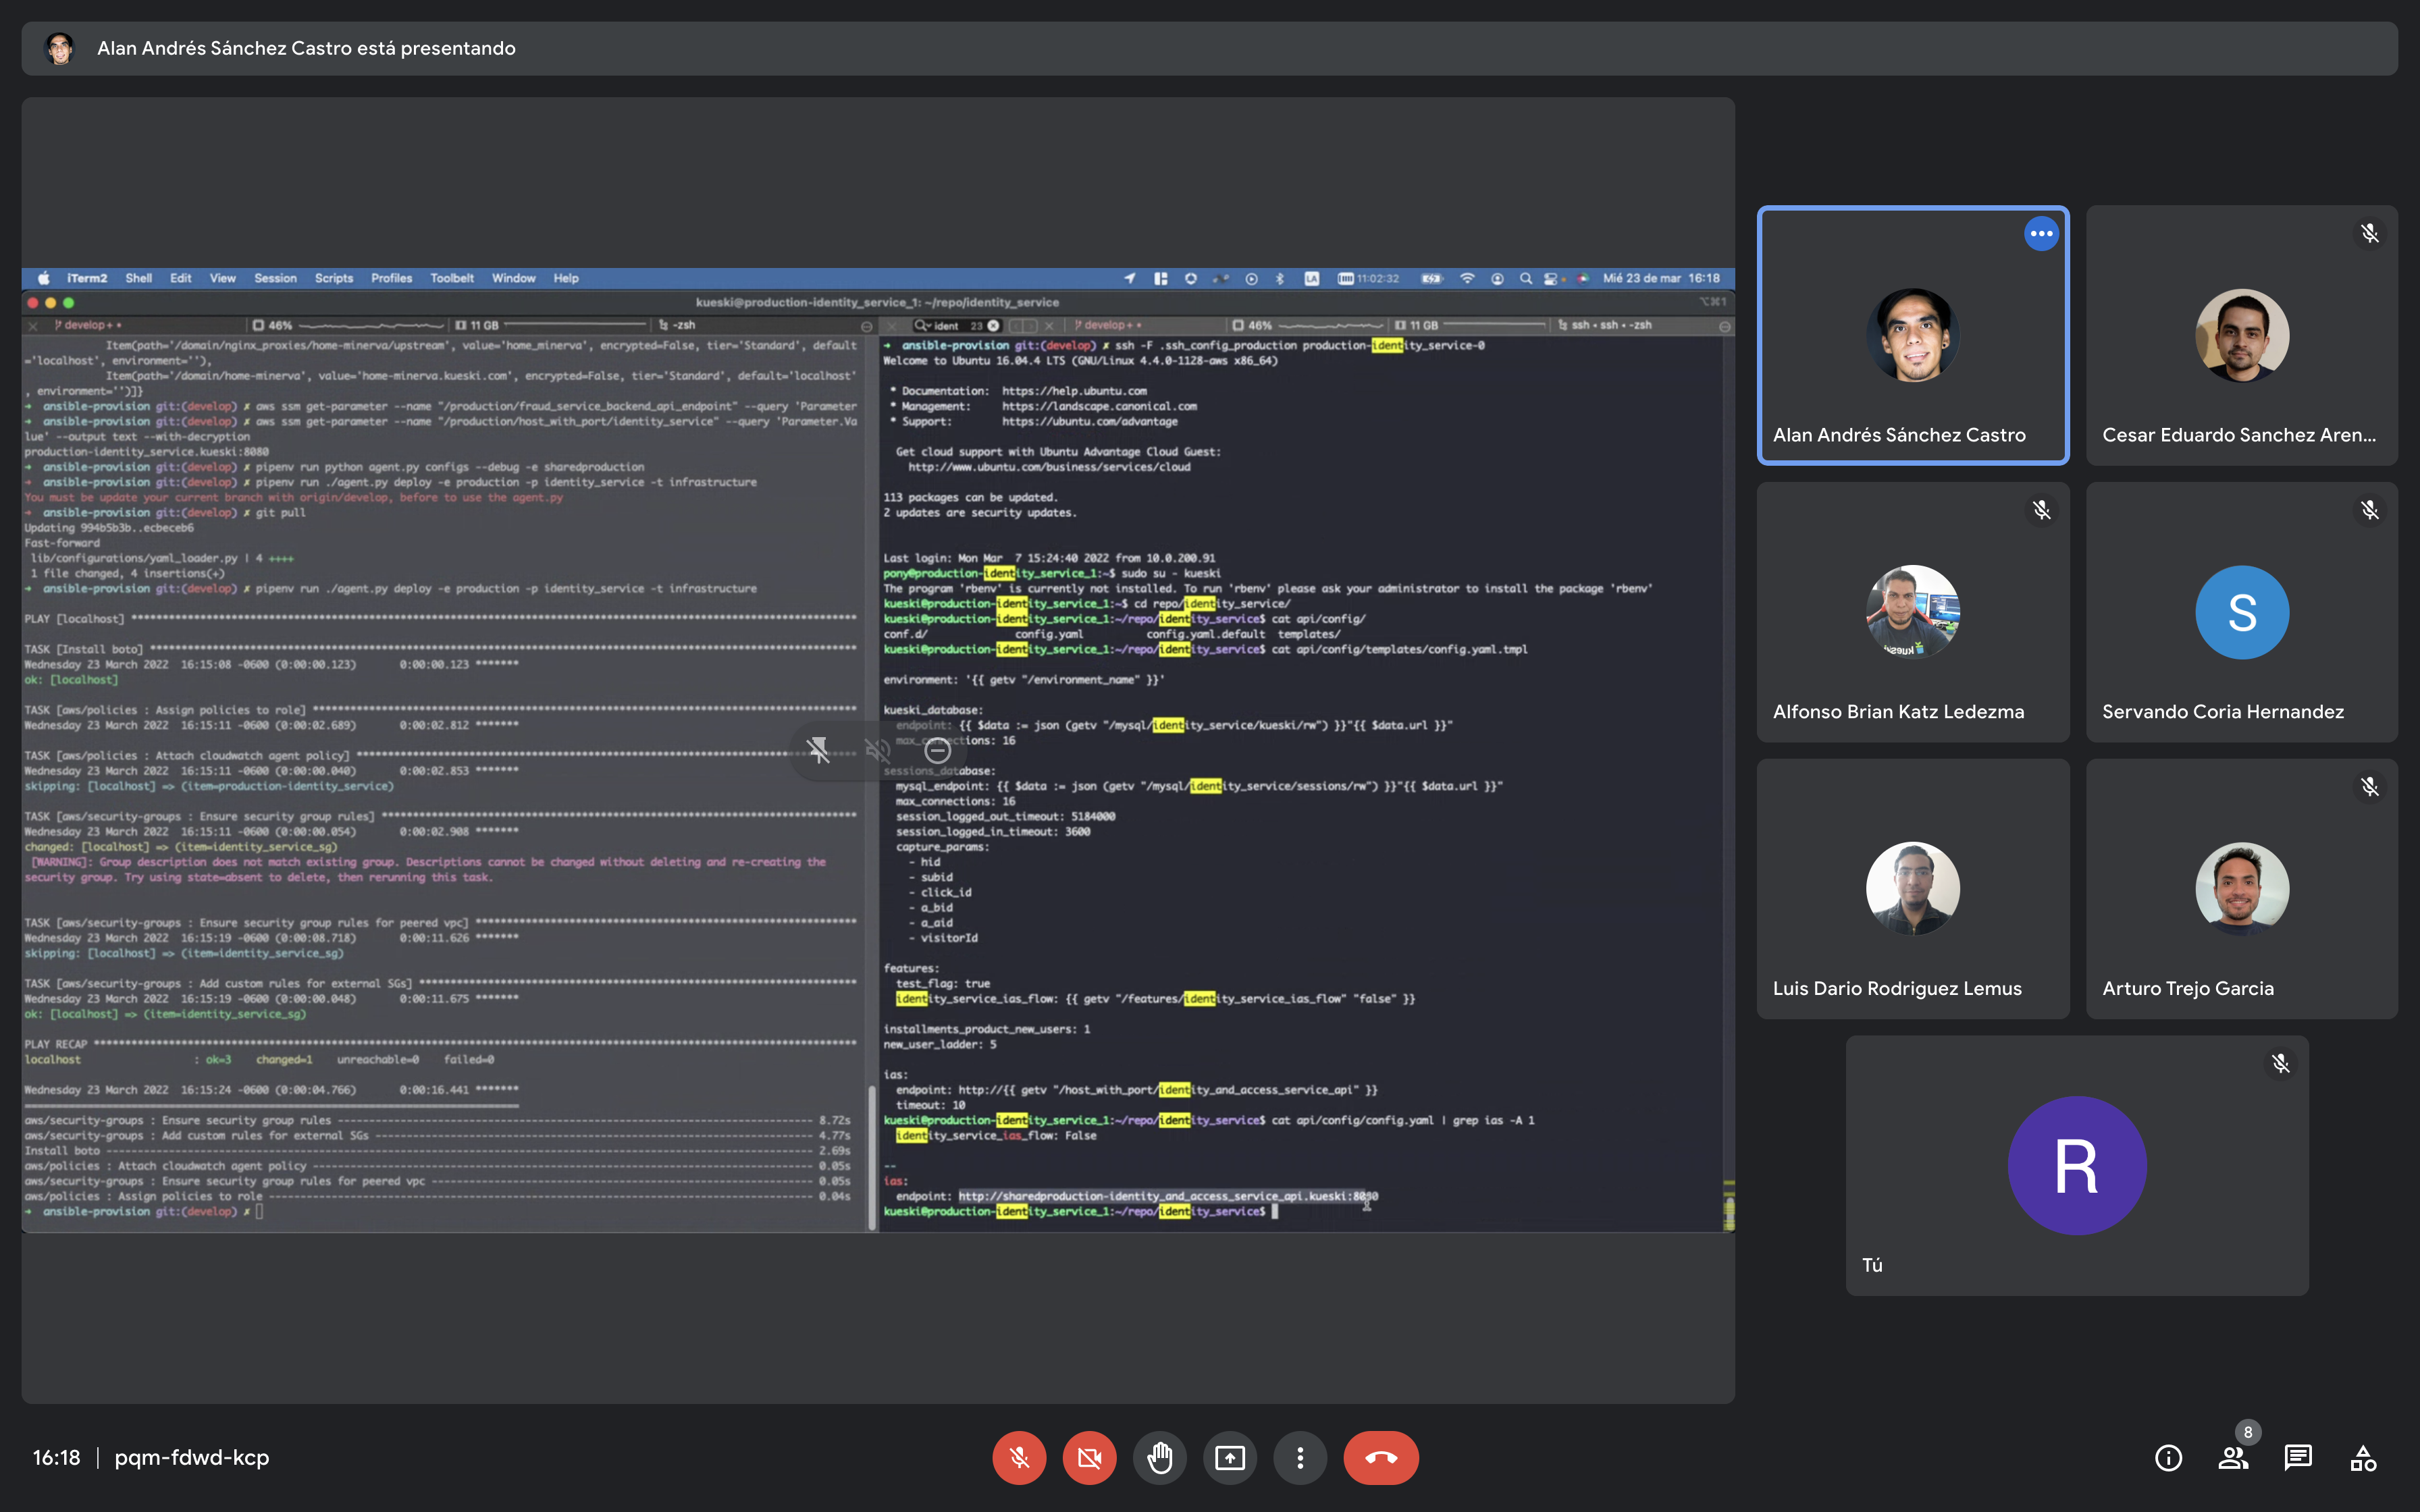 Alan Andrés Sánchez Castro está presentando
iTerm2 Shell Edit View Session Scripts Profiles Toolbelt Window Help
LA 11:02:32 Mié 23 de mar 16:18
kueski@production-identity_service_1: ~/repo/identity_service
⌥⌘1
develop+ • 46% 11 GB -zsh
ident 23 develop+ • 46% 11 GB ssh • ssh • -zsh
Item(path='/domain/nginx_proxies/home-minerva/upstream', value='home_minerva', encrypted=False, tier='Standard', default
='localhost', environment=''),
Item(path='/domain/home-minerva', value='home-minerva.kueski.com', encrypted=False, tier='Standard', default='localhost'
, environment='')]}
→ ansible-provision git:(develop) ✗ aws ssm get-parameter --name "/production/fraud_service_backend_api_endpoint" --query 'Parameter
→ ansible-provision git:(develop) ✗ aws ssm get-parameter --name "/production/host_with_port/identity_service" --query 'Parameter.Va
lue' --output text --with-decryption
production-identity_service.kueski:8080
→ ansible-provision git:(develop) ✗ pipenv run python agent.py configs --debug -e sharedproduction
→ ansible-provision git:(develop) ✗ pipenv run ./agent.py deploy -e production -p identity_service -t infrastructure
You must be update your current branch with origin/develop, before to use the agent.py
→ ansible-provision git:(develop) ✗ git pull
Updating 994b5b3b..ecbeceb6
Fast-forward
lib/configurations/yaml_loader.py | 4 ++++
1 file changed, 4 insertions(+)
→ ansible-provision git:(develop) ✗ pipenv run ./agent.py deploy -e production -p identity_service -t infrastructure
PLAY [localhost] ****
TASK [Install boto] ****
Wednesday 23 March 2022 16:15:08 -0600 (0:00:00.123) 0:00:00.123 *******
ok: [localhost]
TASK [aws/policies : Assign policies to role] ****
Wednesday 23 March 2022 16:15:11 -0600 (0:00:02.689) 0:00:02.812 *******
TASK [aws/policies : Attach cloudwatch agent policy] ****
Wednesday 23 March 2022 16:15:11 -0600 (0:00:00.040) 0:00:02.853 *******
skipping: [localhost] => (item=production-identity_service)
TASK [aws/security-groups : Ensure security group rules] ****
Wednesday 23 March 2022 16:15:11 -0600 (0:00:00.054) 0:00:02.908 *******
changed: [localhost] => (item=identity_service_sg)
[WARNING]: Group description does not match existing group. Descriptions cannot be changed without deleting and re-creating the
security group. Try using state=absent to delete, then rerunning this task.
TASK [aws/security-groups : Ensure security group rules for peered vpc] ****
Wednesday 23 March 2022 16:15:19 -0600 (0:00:08.718) 0:00:11.626 *******
skipping: [localhost] => (item=identity_service_sg)
TASK [aws/security-groups : Add custom rules for external SGs] ****
Wednesday 23 March 2022 16:15:19 -0600 (0:00:00.048) 0:00:11.675 *******
ok: [localhost] => (item=identity_service_sg)
PLAY RECAP ****
localhost : ok=3 changed=1 unreachable=0 failed=0
Wednesday 23 March 2022 16:15:24 -0600 (0:00:04.766) 0:00:16.441 *******
====
aws/security-groups : Ensure security group rules ---- 8.72s
aws/security-groups : Add custom rules for external SGs ---- 4.77s
Install boto ---- 2.69s
aws/policies : Attach cloudwatch agent policy ---- 0.05s
aws/security-groups : Ensure security group rules for peered vpc ---- 0.05s
aws/policies : Assign policies to role ---- 0.04s
→ ansible-provision git:(develop) ✗
→ ansible-provision git:(develop) ✗ ssh -F .ssh_config_production production-identity_service-0
Welcome to Ubuntu 16.04.4 LTS (GNU/Linux 4.4.0-1128-aws x86_64)
* Documentation: https://help.ubuntu.com
* Management: https://landscape.canonical.com
* Support: https://ubuntu.com/advantage
Get cloud support with Ubuntu Advantage Cloud Guest:
http://www.ubuntu.com/business/services/cloud
113 packages can be updated.
2 updates are security updates.
Last login: Mon Mar 7 15:24:40 2022 from 10.0.200.91
pony@production-identity_service_1:~$ sudo su - kueski
The program 'rbenv' is currently not installed. To run 'rbenv' please ask your administrator to install the package 'rbenv'
kueski@production-identity_service_1:~$ cd repo/identity_service/
kueski@production-identity_service_1:~/repo/identity_service$ cat api/config/
conf.d/ config.yaml config.yaml.default templates/
kueski@production-identity_service_1:~/repo/identity_service$ cat api/config/templates/config.yaml.tmpl
environment: '{{ getv "/environment_name" }}'
kueski_database:
endpoint: {{ $data := json (getv "/mysql/identity_service/kueski/rw") }}"{{ $data.url }}"
max_connections: 16
sessions_database:
mysql_endpoint: {{ $data := json (getv "/mysql/identity_service/sessions/rw") }}"{{ $data.url }}"
max_connections: 16
session_logged_out_timeout: 5184000
session_logged_in_timeout: 3600
capture_params:
- hid
- subid
- click_id
- a_bid
- a_aid
- visitorId
features:
test_flag: true
identity_service_ias_flow: {{ getv "/features/identity_service_ias_flow" "false" }}
installments_product_new_users: 1
new_user_ladder: 5
ias:
endpoint: http://{{ getv "/host_with_port/identity_and_access_service_api" }}
timeout: 10
kueski@production-identity_service_1:~/repo/identity_service$ cat api/config/config.yaml | grep ias -A 1
identity_service_ias_flow: False
--
ias:
endpoint: http://sharedproduction-identity_and_access_service_api.kueski:8080
kueski@production-identity_service_1:~/repo/identity_service$
Alan Andrés Sánchez Castro
Cesar Eduardo Sanchez Aren...
Alfonso Brian Katz Ledezma
S
Servando Coria Hernandez
Luis Dario Rodriguez Lemus
Arturo Trejo Garcia
R
Tú
16:18 | pqm-fdwd-kcp
8